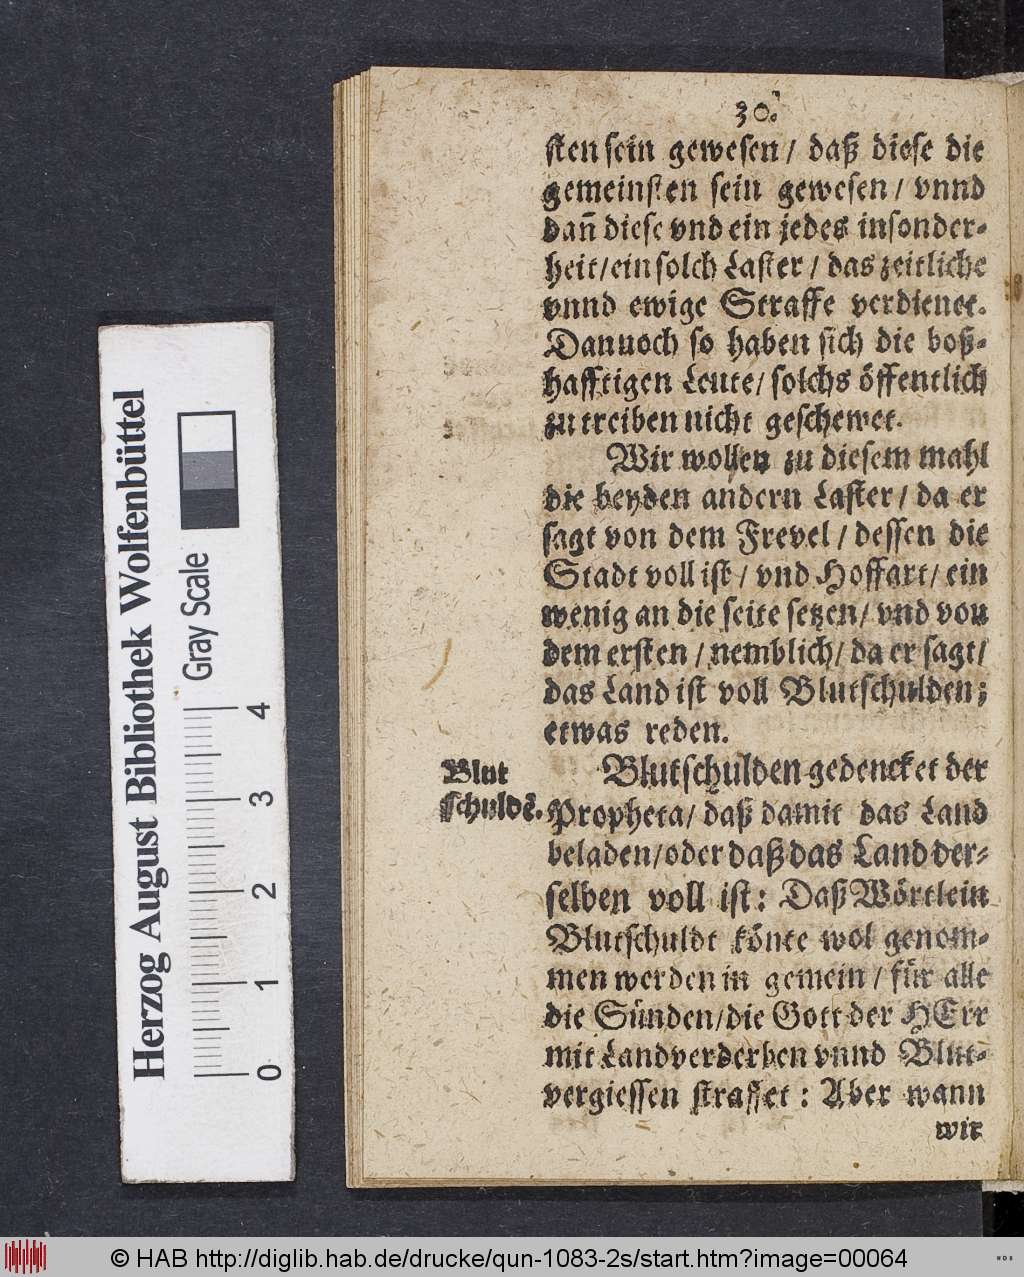 30.
sten sein gewesen / daß diese die
gemeinsten sein gewesen / vnnd
dañ diese vnd ein jedes insonder-
heit / ein solch Laster / das zeitliche
vnnd ewige Straffe verdienet.
Dannoch so haben sich die boß-
hafftigen Leute / solchs öffentlich
zu treiben nicht geschewet.
Wir wollen zu diesem mahl
die beyden andern Laster / da er
sagt von dem Frevel / dessen die
Stadt voll ist / vnd Hoffart / ein
wenig an die seite setzen / vnd von
dem ersten / nemblich / da er sagt /
das Land ist voll Blutschulden;
etwas reden.
Blut
schuldẽ.
Blutschulden gedencket der
Propheta / daß damit das Land
beladen / oder daß das Land der-
selben voll ist: Daß Wörtlein
Blutschuldt könte wol genom-
men werden in gemein / für alle
die Sünden / die Gott der HErr
mit Landverderben vnnd Blut-
vergiessen straffet: Aber wann
wir
Herzog August Bibliothek Wolfenbüttel
Gray Scale
0 1 2 3 4
© HAB http://diglib.hab.de/drucke/qun-1083-2s/start.htm?image=00064